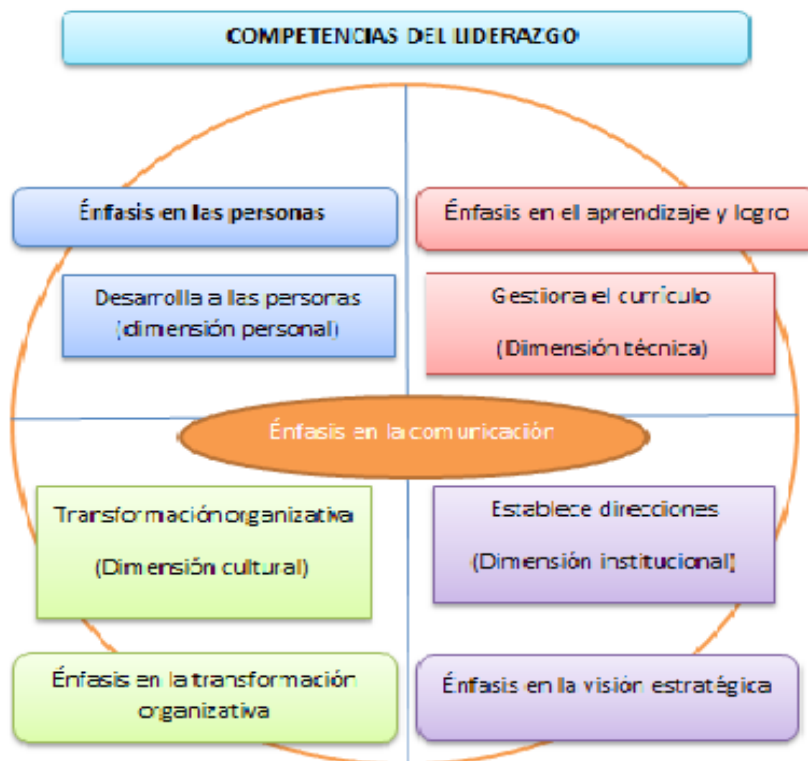 COMPETENCIAS DEL LIDERAZGO
Énfasis en las personas
Énfasis en el aprendizaje y logro
Desarrolla a las personas
(dimensión personal)
Gestiona el currículo
(Dimensión técnica)
Énfasis en la comunicación
Transformación organizativa
(Dimensión cultural)
Establece direcciones
(Dimensión institucional)
Énfasis en la transformación
organizativa
Énfasis en la visión estratégica